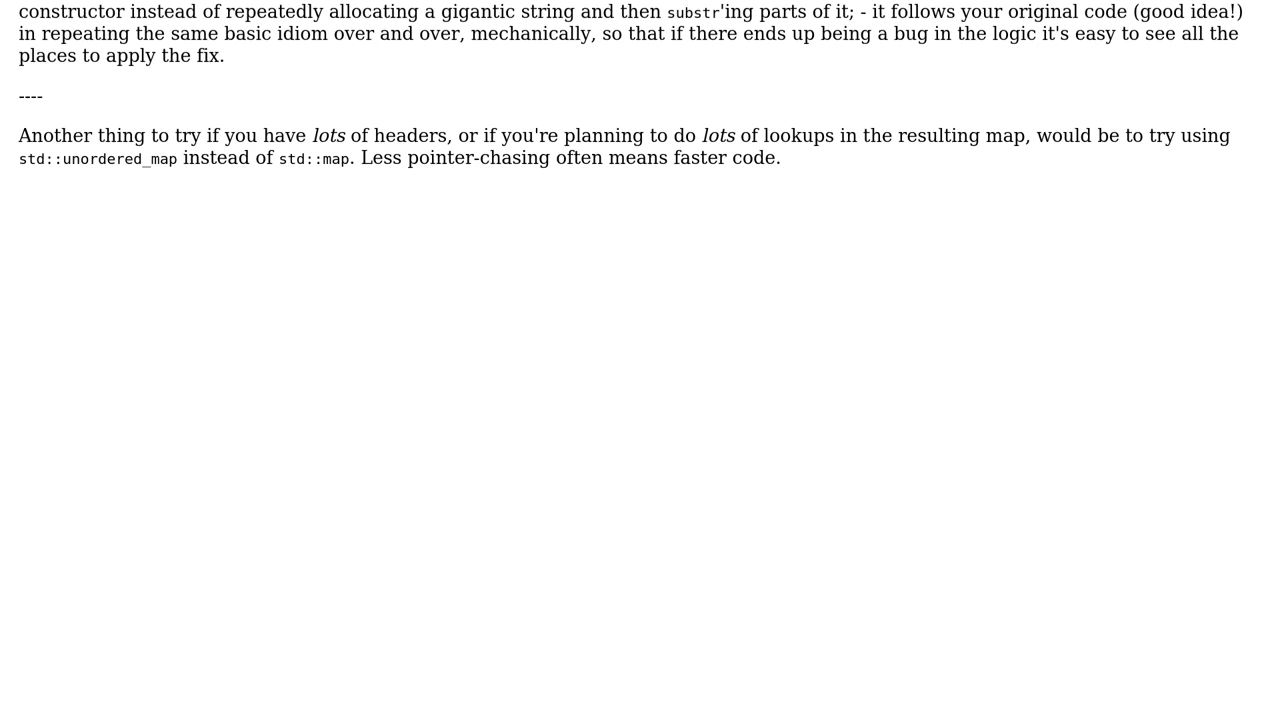 constructor instead of repeatedly allocating a gigantic string and then substr'ing parts of it; - it follows your original code (good idea!)
in repeating the same basic idiom over and over, mechanically, so that if there ends up being a bug in the logic it's easy to see all the
places to apply the fix.
----
Another thing to try if you have lots of headers, or if you're planning to do lots of lookups in the resulting map, would be to try using
std::unordered_map instead of std::map. Less pointer-chasing often means faster code.